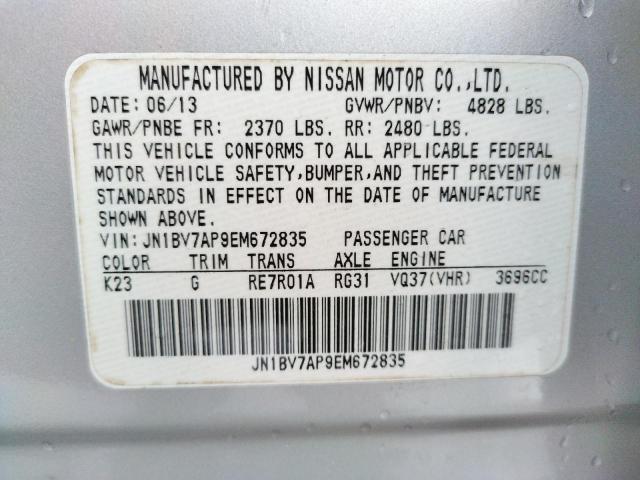 MANUFACTURED BY NISSAN MOTOR CO.,LTD.
DATE: 06/13 GVWR/PNBV: 4828 LBS.
GAWR/PNBE FR: 2370 LBS. RR: 2480 LBS.
THIS VEHICLE CONFORMS TO ALL APPLICABLE FEDERAL
MOTOR VEHICLE SAFETY,BUMPER,AND THEFT PREVENTION
STANDARDS IN EFFECT ON THE DATE OF MANUFACTURE
SHOWN ABOVE.
VIN:JN1BV7AP9EM672835 PASSENGER CAR
COLOR TRIM TRANS AXLE ENGINE
K23 G RE7R01A RG31 VQ37(VHR) 3696CC
JN1BV7AP9EM672835